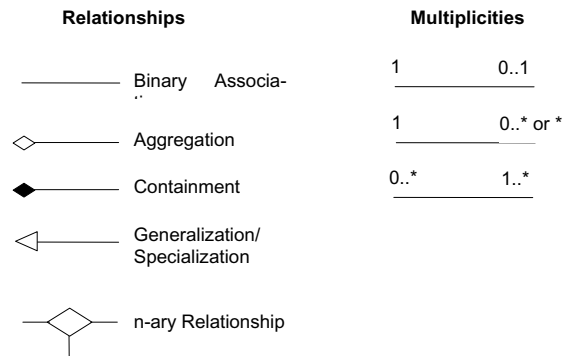 Relationships
Binary Associa-
Aggregation
Containment
Generalization/
Specialization
n-ary Relationship
Multiplicities
1 0..1
1 0..* or *
0..* 1..*